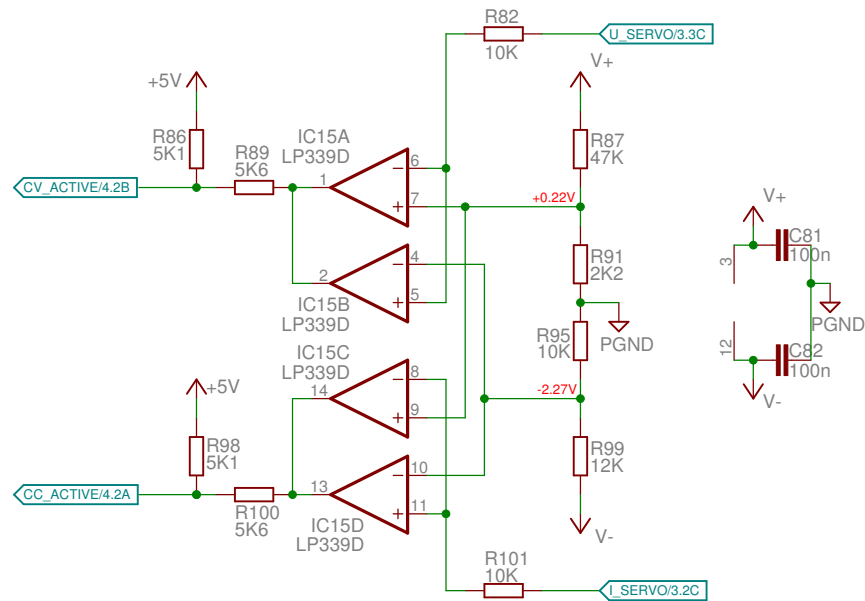 R82
10K
U_SERVO/3.3C
V+
+5V
R86
5K1
R89
5K6
IC15A
LP339D
R87
47K
CV_ACTIVE/4.2B
1
6
7
−
+
+0.22V
V+
R91
2K2
C81
100n
3
2
4
5
−
+
IC15B
LP339D
PGND
R95
10K
PGND
12
C82
100n
V-
IC15C
LP339D
+5V
14
8
9
−
+
-2.27V
R98
5K1
R99
12K
CC_ACTIVE/4.2A
13
10
11
−
+
R100
5K6
IC15D
LP339D
V-
R101
10K
I_SERVO/3.2C